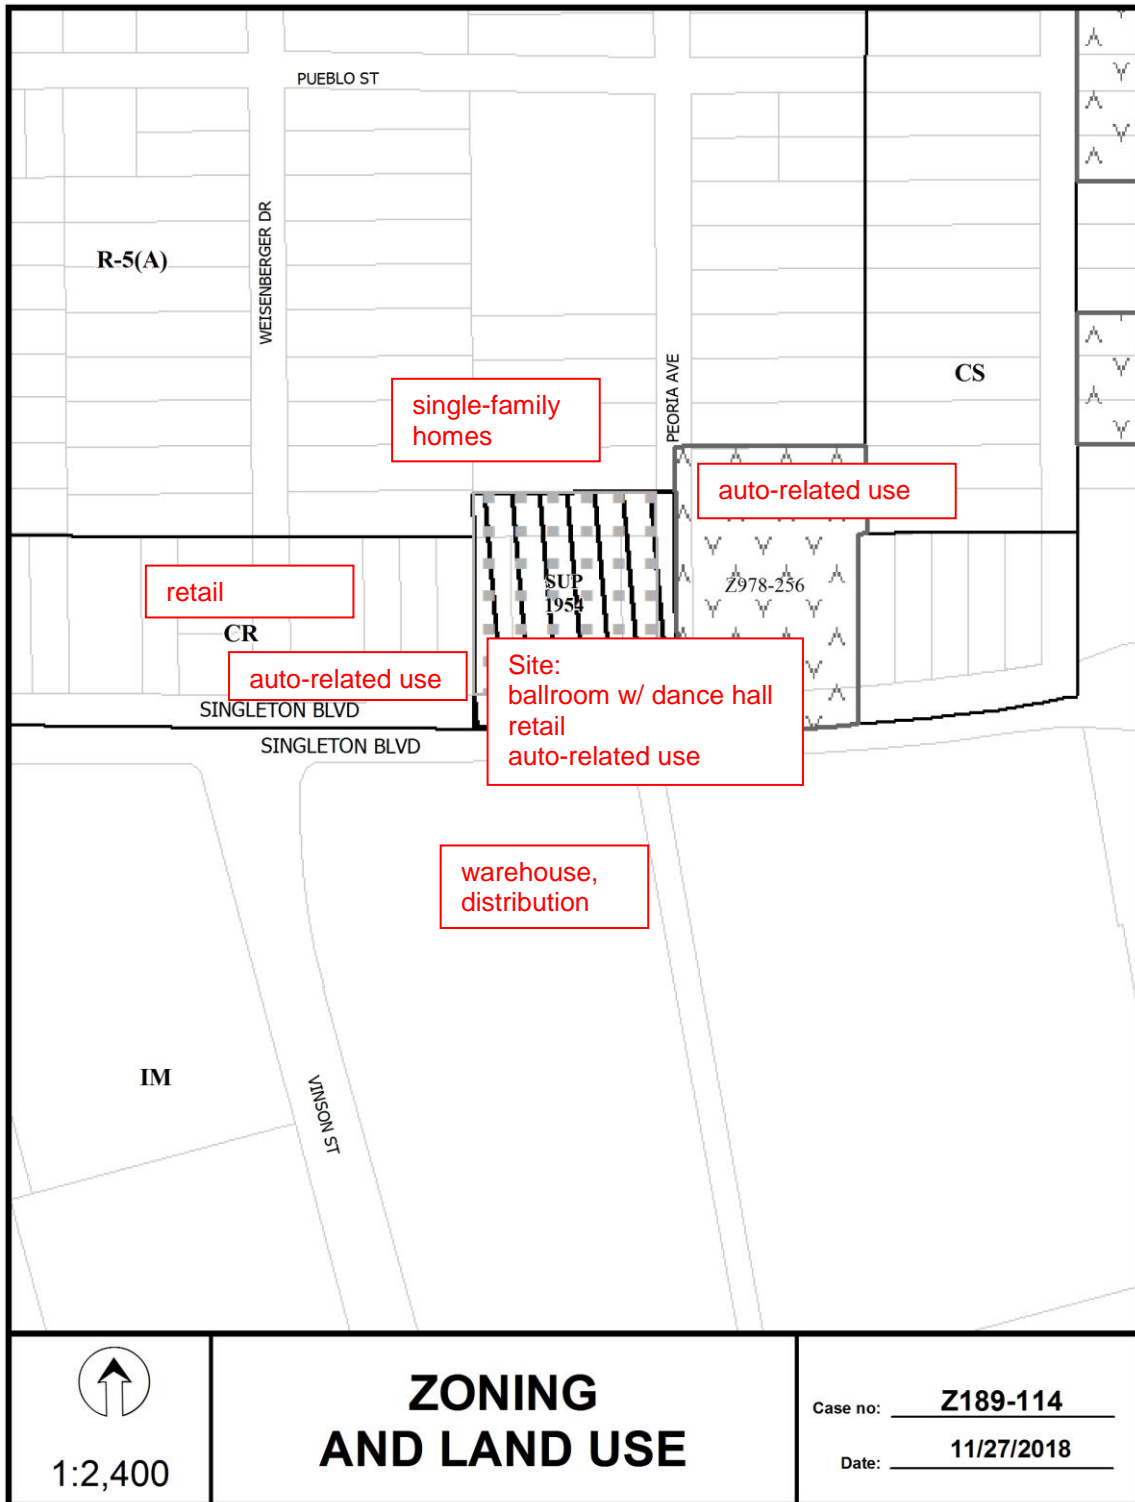 PUEBLO ST
WEISENBERGER DR
R-5(A)
PEORIA AVE
CS
single-family
homes
auto-related use
SUP
1954
Z978-256
retail
CR
auto-related use
Site:
ballroom w/ dance hall
retail
auto-related use
SINGLETON BLVD
SINGLETON BLVD
warehouse,
distribution
IM
VINSON ST
1:2,400
ZONING
AND LAND USE
Case no: Z189-114
Date: 11/27/2018